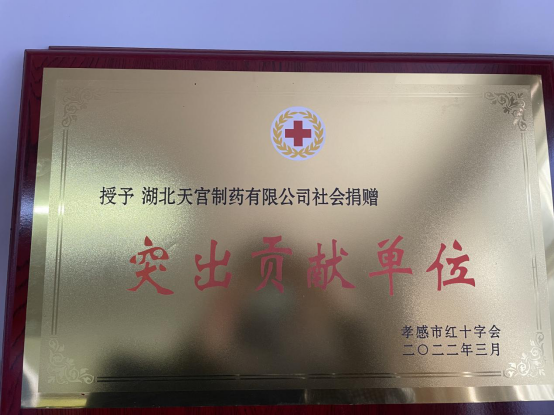 授予 湖北天宫制药有限公司社会捐赠
突出贡献单位
孝感市红十字会
二〇二二年三月